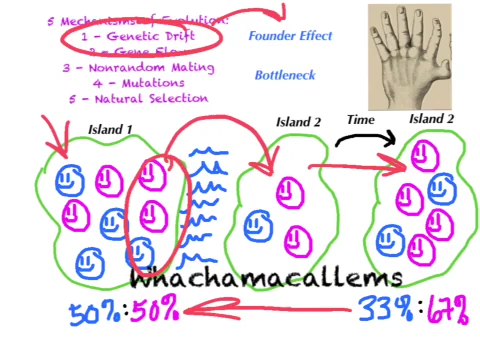 5 Mechanisms of Evolution:
1 - Genetic Drift
2 - Gene Flow
3 - Nonrandom Mating
4 - Mutations
5 - Natural Selection
Founder Effect
Bottleneck
Island 1
Island 2
Time
Island 2
Whachamacallems
50%:50%
33%:67%